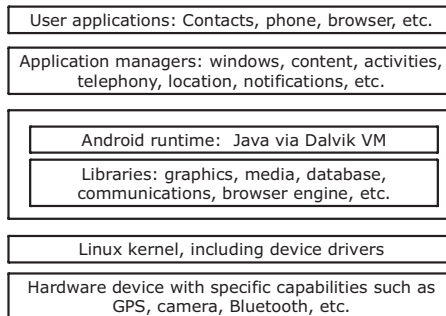 User applications: Contacts, phone, browser, etc.
Application managers: windows, content, activities,
telephony, location, notifications, etc.
Android runtime:  Java via Dalvik VM
Libraries: graphics, media, database,
communications, browser engine, etc.
Linux kernel, including device drivers
Hardware device with specific capabilities such as
GPS, camera, Bluetooth, etc.